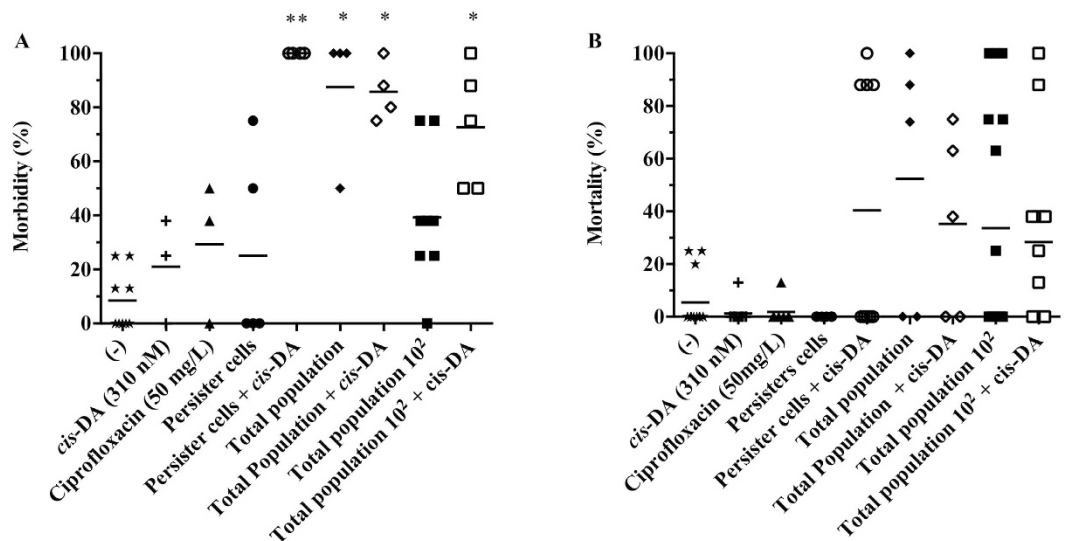 A
** * * *
Morbidity (%)
100
80
60
40
20
0
(-)
cis-DA (310 nM)
Ciprofloxacin (50 mg/L)
Persister cells
Persister cells + cis-DA
Total population
Total Population + cis-DA
Total population 10²
Total population 10² + cis-DA
B
Mortality (%)
100
80
60
40
20
0
(-)
cis-DA (310 nM)
Ciprofloxacin (50mg/L)
Persisters cells
Persister cells + cis-DA
Total population
Total Population + cis-DA
Total population 10²
Total population 10² + cis-DA